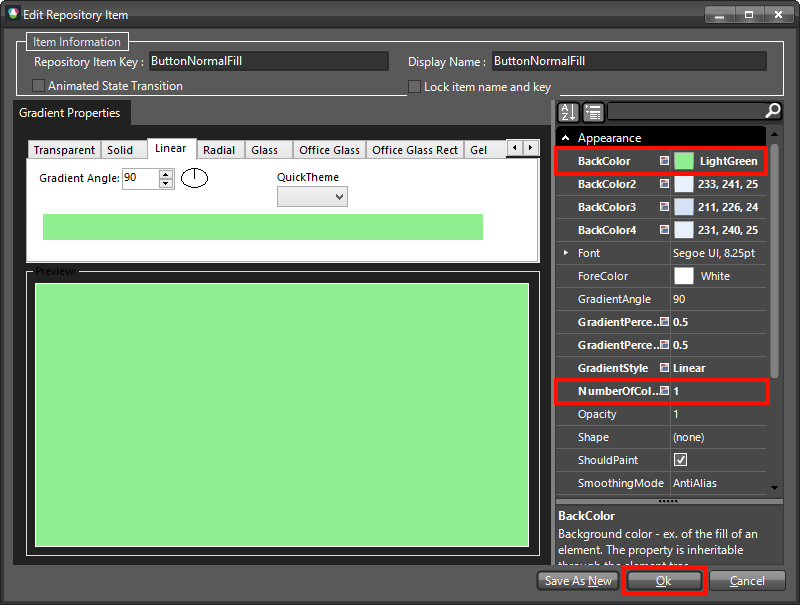 Edit Repository Item
Item Information
Repository Item Key : ButtonNormalFill Display Name : ButtonNormalFill
Animated State Transition Lock item name and key
Gradient Properties
Transparent Solid Linear Radial Glass Office Glass Office Glass Rect Gel
Gradient Angle: 90 QuickTheme
Preview:
A Z
Appearance
BackColor LightGreen
BackColor2 233, 241, 25
BackColor3 211, 226, 24
BackColor4 231, 240, 25
Font Segoe UI, 8.25pt
ForeColor White
GradientAngle 90
GradientPerce... 0.5
GradientPerce... 0.5
GradientStyle Linear
NumberOfCol... 1
Opacity 1
Shape (none)
ShouldPaint
SmoothingMode AntiAlias
BackColor
Background color - ex. of the fill of an
element. The property is inheritable
through the element tree
Save As New Ok Cancel